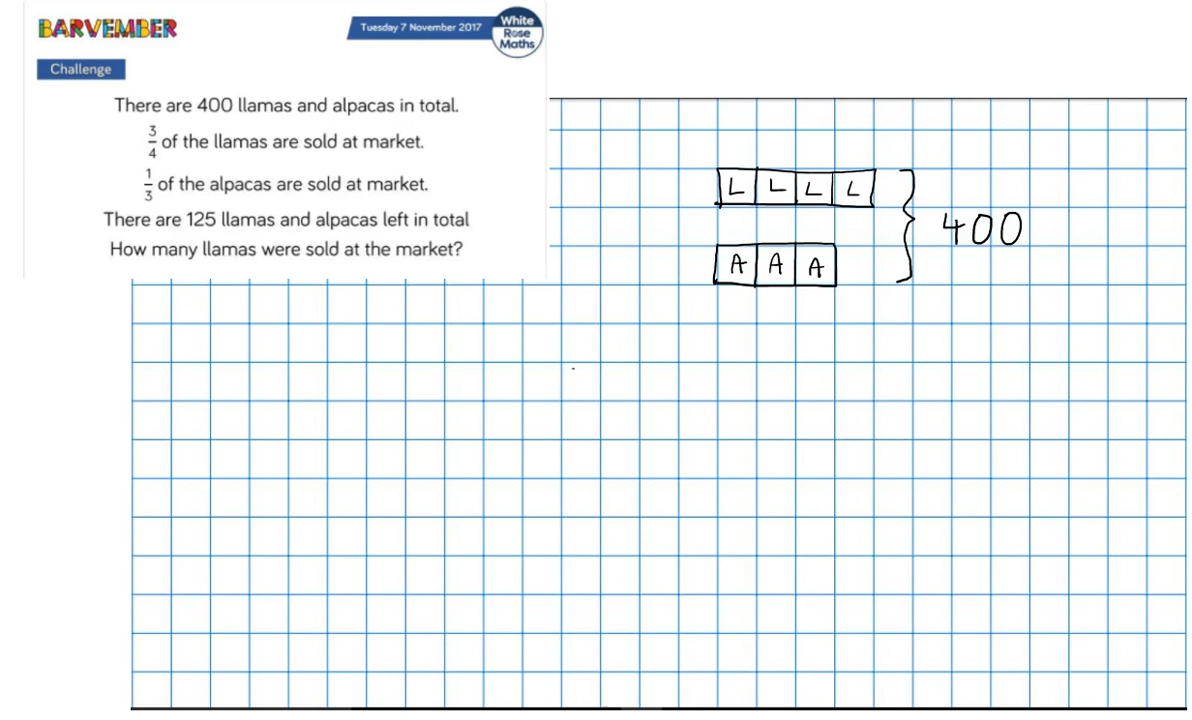 BARVEMBER
Tuesday 7 November 2017
White
Rose
Maths
Challenge
There are 400 llamas and alpacas in total.
3/4 of the llamas are sold at market.
1/3 of the alpacas are sold at market.
There are 125 llamas and alpacas left in total
How many llamas were sold at the market?
L L L L
400
A A A